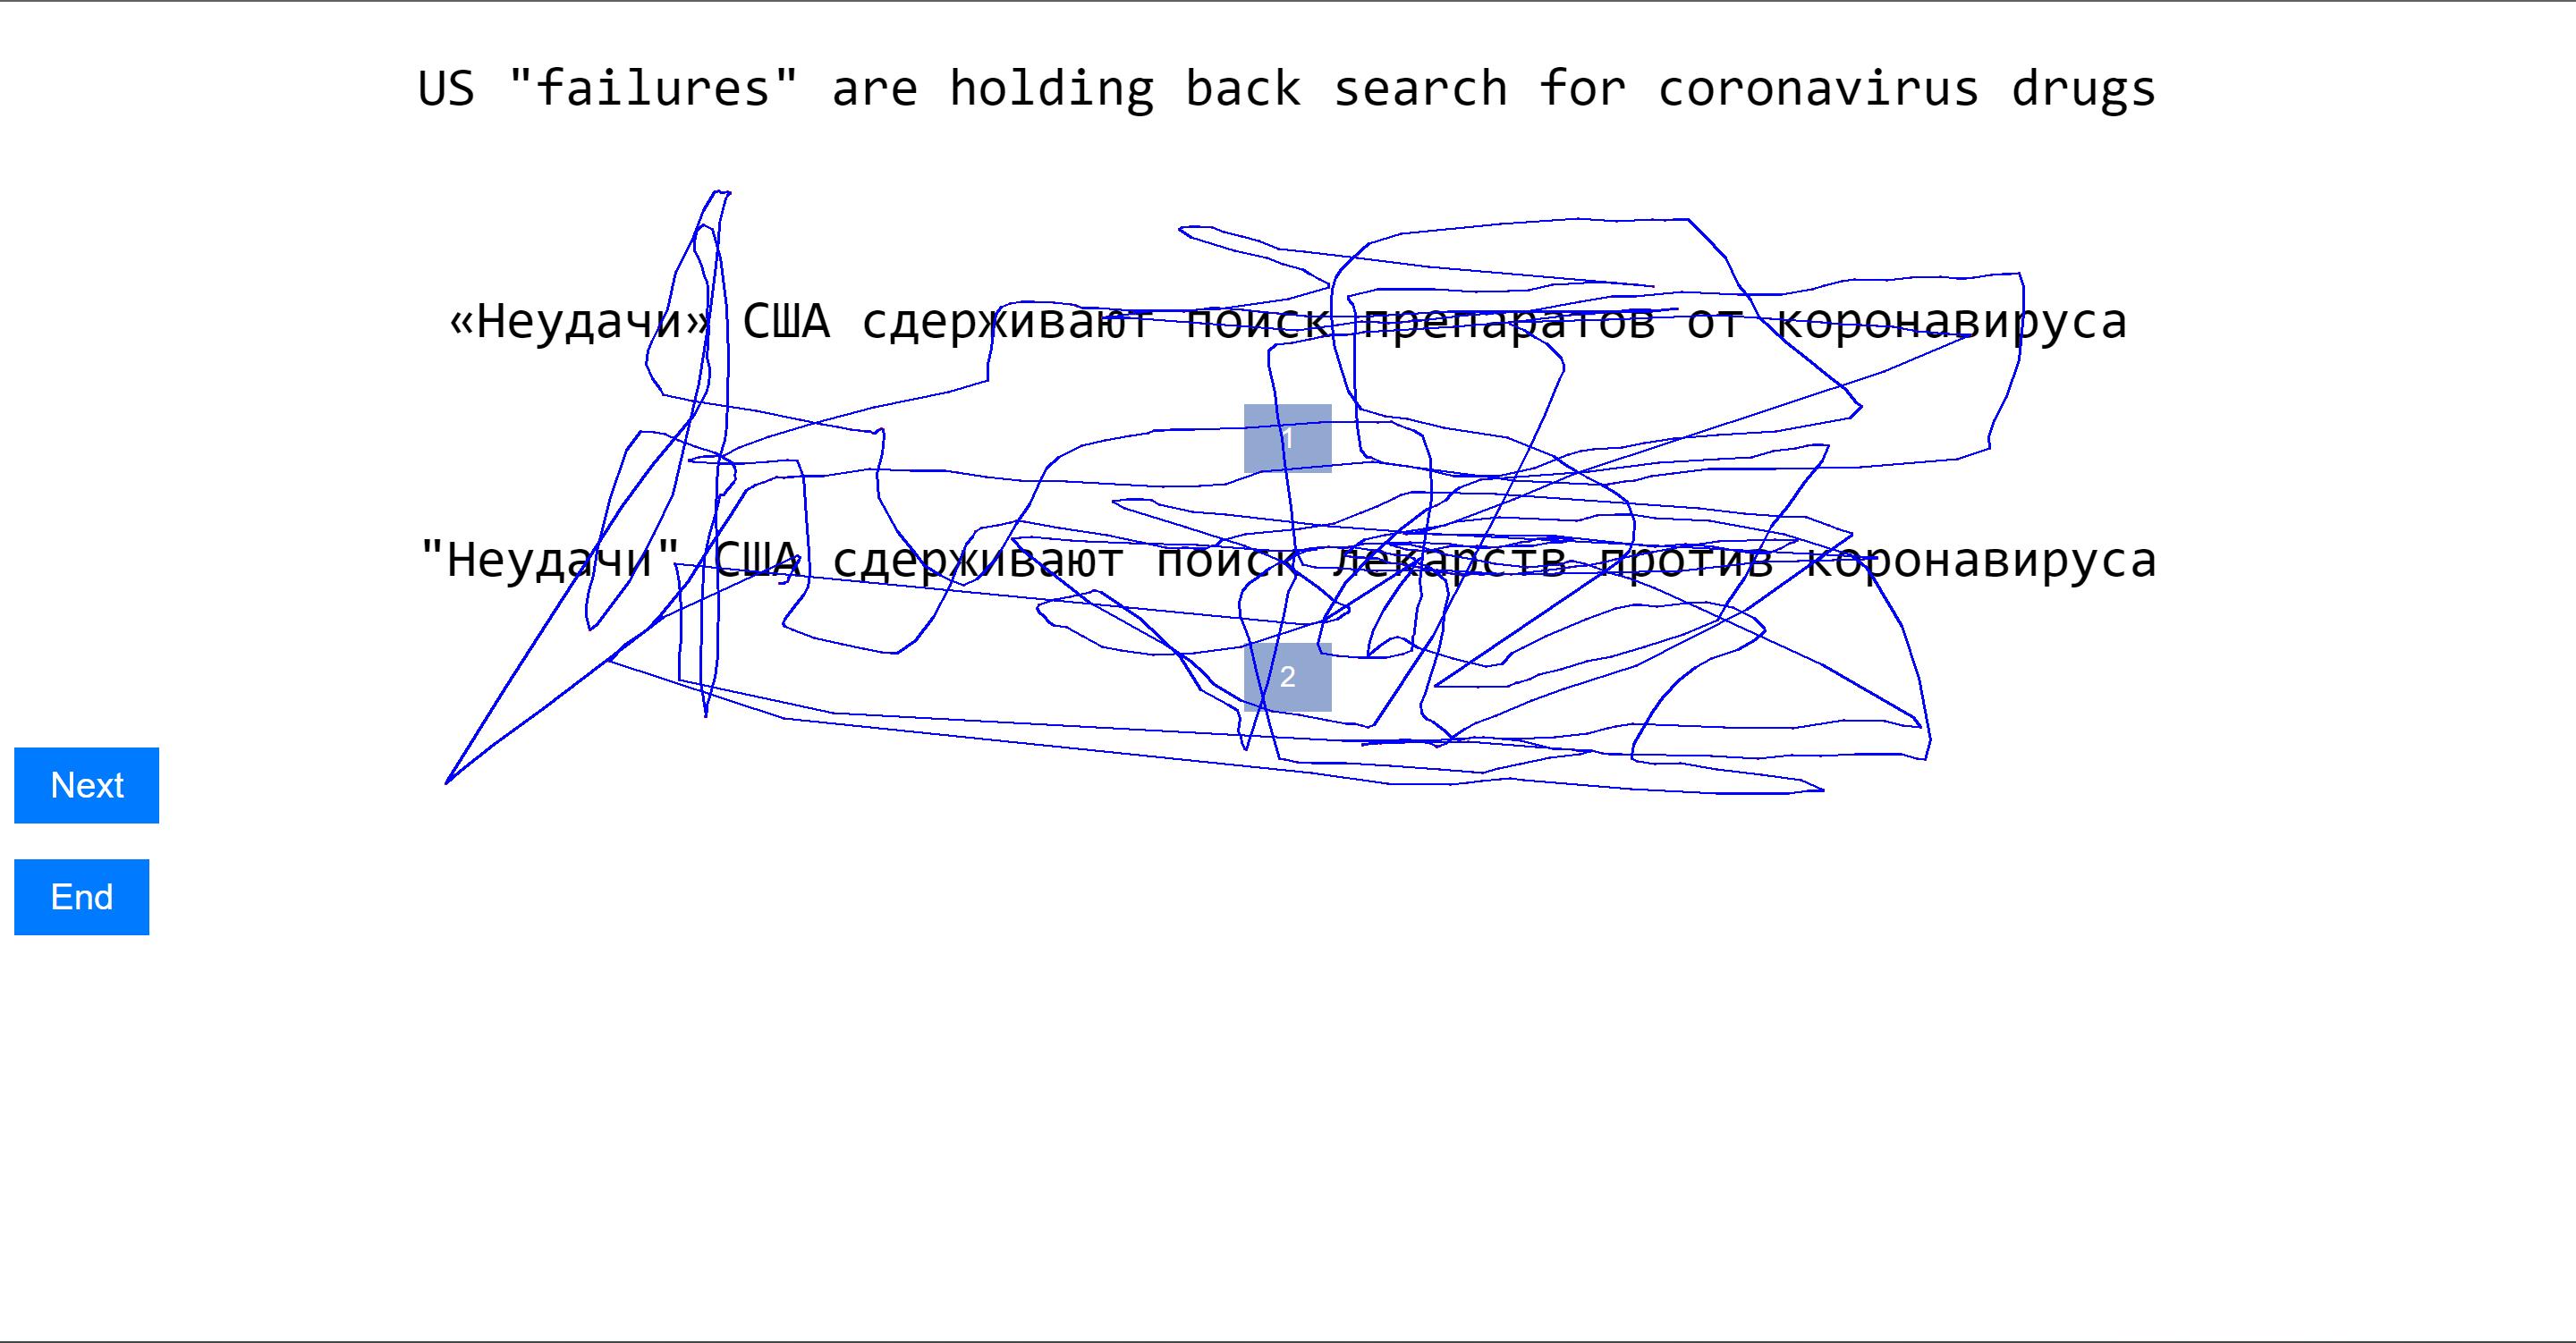 US "failures" are holding back search for coronavirus drugs
«Неудачи» США сдерживают поиск препаратов от коронавируса
1
"Неудачи" США сдерживают поиск лекарств против коронавируса
2
Next
End